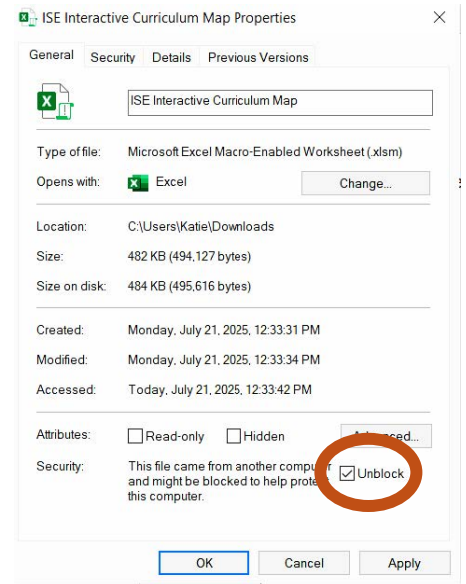 ISE Interactive Curriculum Map Properties
General Security Details Previous Versions
ISE Interactive Curriculum Map
Type of file: Microsoft Excel Macro-Enabled Worksheet (.xlsm)
Opens with: Excel Change...
Location: C:\Users\Katie\Downloads
Size: 482 KB (494,127 bytes)
Size on disk: 484 KB (495,616 bytes)
Created: Monday, July 21, 2025, 12:33:31 PM
Modified: Monday, July 21, 2025, 12:33:34 PM
Accessed: Today, July 21, 2025, 12:33:42 PM
Attributes: Read-only Hidden Advanced...
Security: This file came from another computer
and might be blocked to help protect Unblock
this computer.
OK Cancel Apply